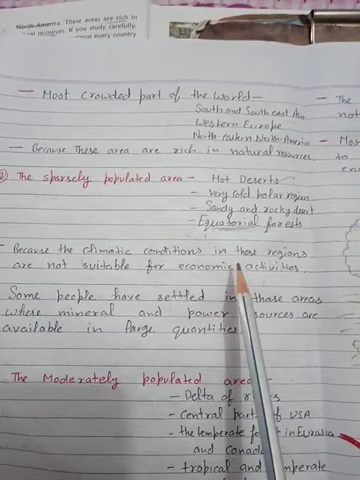 North America These areas are rich in
resources. If you study carefully,
about every country
— Most crowded part of the world —
South and South east Asia
Western Europe
North-eastern North-America
— Because These area are rich in natural resources.
The sparsely populated area — Hot Deserts
— very cold polar region
— Sandy and rocky desert
— Equatorial forests
— Because the climatic conditions in these regions
are not suitable for economic activities.
Some people have settled in those areas
where mineral and power sources are
available in large quantities
The Moderately populated area —
— Delta of
— central part of USA
— the temperate in Eurasia
and Canada
— tropical and
— The
not
— Mos
to
en